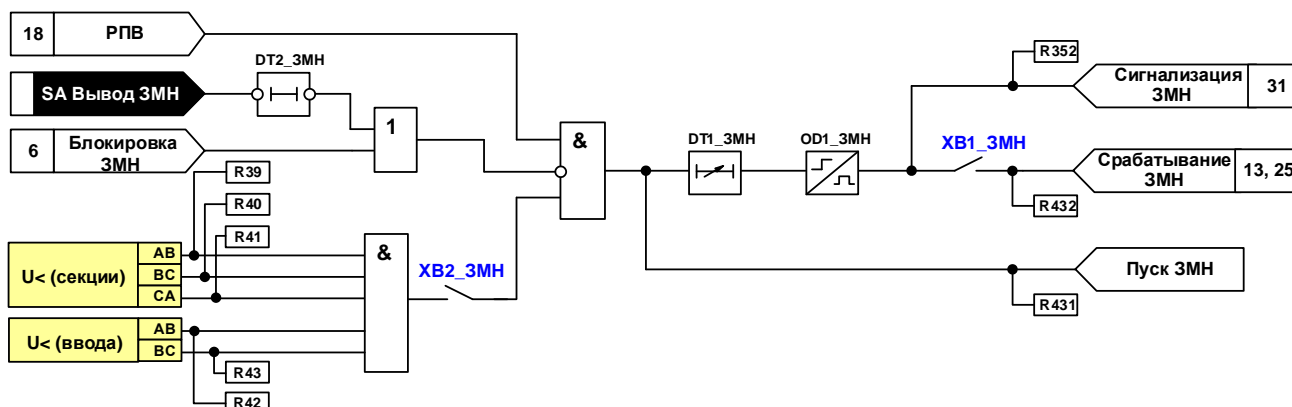 18 РПВ
DT2_ЗМН
SA Вывод ЗМН
6 Блокировка
ЗМН
1
R39
R40
R41
U< (секции)
AB
BC
CA
U< (ввода)
AB
BC
R43
R42
&
XB2_ЗМН
&
DT1_ЗМН
OD1_ЗМН
XB1_ЗМН
R352
Сигнализация
ЗМН
31
Срабатывание
ЗМН
13, 25
R432
Пуск ЗМН
R431